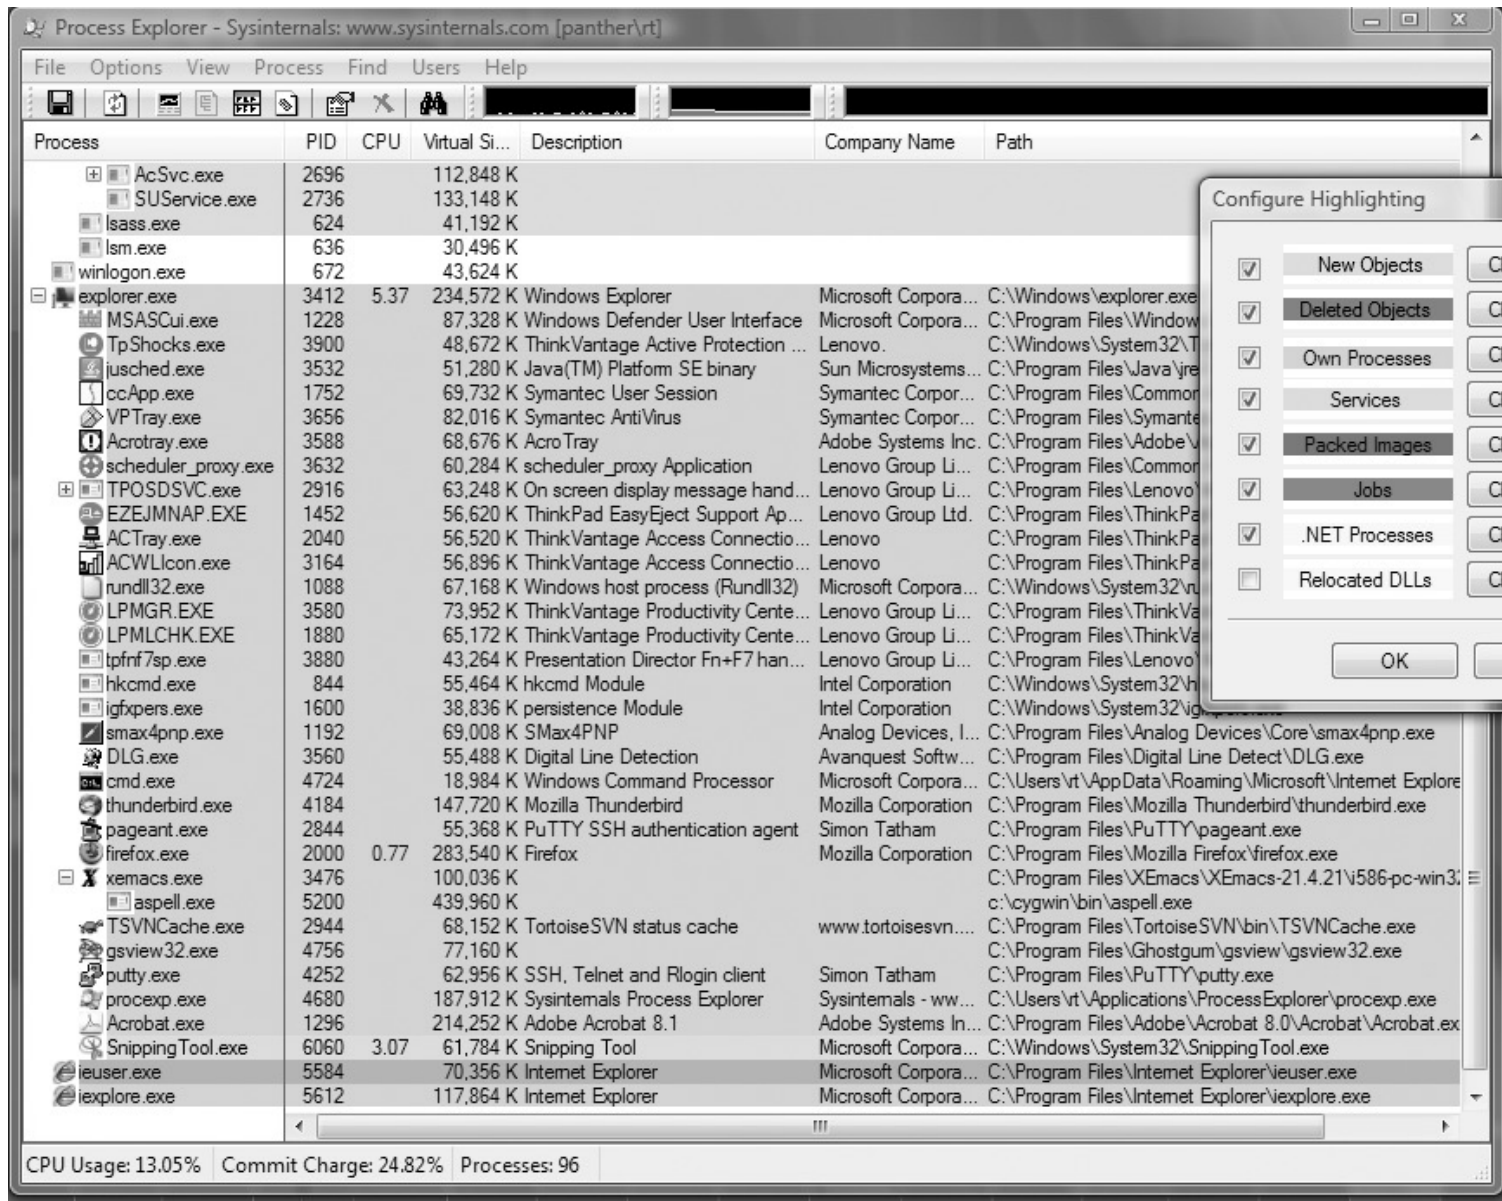 Process Explorer - Sysinternals: www.sysinternals.com [panther\rt]
File Options View Process Find Users Help
Process PID CPU Virtual Si... Description Company Name Path
AcSvc.exe 2696 112,848 K
SUService.exe 2736 133,148 K
lsass.exe 624 41,192 K
lsm.exe 636 30,496 K
winlogon.exe 672 43,624 K
explorer.exe 3412 5.37 234,572 K Windows Explorer Microsoft Corpora... C:\Windows\explorer.exe
MSASCui.exe 1228 87,328 K Windows Defender User Interface Microsoft Corpora... C:\Program Files\Window
TpShocks.exe 3900 48,672 K ThinkVantage Active Protection ... Lenovo. C:\Windows\System32\T
jusched.exe 3532 51,280 K Java(TM) Platform SE binary Sun Microsystems... C:\Program Files\Java\jre
ccApp.exe 1752 69,732 K Symantec User Session Symantec Corpor... C:\Program Files\Common
VPTray.exe 3656 82,016 K Symantec AntiVirus Symantec Corpor... C:\Program Files\Symante
Acrotray.exe 3588 68,676 K AcroTray Adobe Systems Inc. C:\Program Files\Adobe\
scheduler_proxy.exe 3632 60,284 K scheduler_proxy Application Lenovo Group Li... C:\Program Files\Common
TPOSDSVC.exe 2916 63,248 K On screen display message hand... Lenovo Group Li... C:\Program Files\Lenovo\
EZEJMNAP.EXE 1452 56,620 K ThinkPad EasyEject Support Ap... Lenovo Group Ltd. C:\Program Files\ThinkPa
ACTray.exe 2040 56,520 K ThinkVantage Access Connectio... Lenovo C:\Program Files\ThinkPa
ACWLIcon.exe 3164 56,896 K ThinkVantage Access Connectio... Lenovo C:\Program Files\ThinkPa
rundll32.exe 1088 67,168 K Windows host process (Rundll32) Microsoft Corpora... C:\Windows\System32\ru
LPMGR.EXE 3580 73,952 K ThinkVantage Productivity Cente... Lenovo Group Li... C:\Program Files\ThinkVa
LPMLCHK.EXE 1880 65,172 K ThinkVantage Productivity Cente... Lenovo Group Li... C:\Program Files\ThinkVa
tpfnf7sp.exe 3880 43,264 K Presentation Director Fn+F7 han... Lenovo Group Li... C:\Program Files\Lenovo\
hkcmd.exe 844 55,464 K hkcmd Module Intel Corporation C:\Windows\System32\h
igfxpers.exe 1600 38,836 K persistence Module Intel Corporation C:\Windows\System32\igfxpers.exe
smax4pnp.exe 1192 69,008 K SMax4PNP Analog Devices, I... C:\Program Files\Analog Devices\Core\smax4pnp.exe
DLG.exe 3560 55,488 K Digital Line Detection Avanquest Softw... C:\Program Files\Digital Line Detect\DLG.exe
cmd.exe 4724 18,984 K Windows Command Processor Microsoft Corpora... C:\Users\rt\AppData\Roaming\Microsoft\Internet Explore
thunderbird.exe 4184 147,720 K Mozilla Thunderbird Mozilla Corporation C:\Program Files\Mozilla Thunderbird\thunderbird.exe
pageant.exe 2844 55,368 K PuTTY SSH authentication agent Simon Tatham C:\Program Files\PuTTY\pageant.exe
firefox.exe 2000 0.77 283,540 K Firefox Mozilla Corporation C:\Program Files\Mozilla Firefox\firefox.exe
xemacs.exe 3476 100,036 K C:\Program Files\XEmacs\XEmacs-21.4.21\i586-pc-win32
aspell.exe 5200 439,960 K c:\cygwin\bin\aspell.exe
TSVNCache.exe 2944 68,152 K TortoiseSVN status cache www.tortoisesvn.... C:\Program Files\TortoiseSVN\bin\TSVNCache.exe
gsview32.exe 4756 77,160 K C:\Program Files\Ghostgum\gsview\gsview32.exe
putty.exe 4252 62,956 K SSH, Telnet and Rlogin client Simon Tatham C:\Program Files\PuTTY\putty.exe
procexp.exe 4680 187,912 K Sysinternals Process Explorer Sysinternals - ww... C:\Users\rt\Applications\ProcessExplorer\procexp.exe
Acrobat.exe 1296 214,252 K Adobe Acrobat 8.1 Adobe Systems In... C:\Program Files\Adobe\Acrobat 8.0\Acrobat\Acrobat.ex
SnippingTool.exe 6060 3.07 61,784 K Snipping Tool Microsoft Corpora... C:\Windows\System32\SnippingTool.exe
ieuser.exe 5584 70,356 K Internet Explorer Microsoft Corpora... C:\Program Files\Internet Explorer\ieuser.exe
iexplore.exe 5612 117,864 K Internet Explorer Microsoft Corpora... C:\Program Files\Internet Explorer\iexplore.exe
CPU Usage: 13.05% Commit Charge: 24.82% Processes: 96
Configure Highlighting
New Objects
Deleted Objects
Own Processes
Services
Packed Images
Jobs
.NET Processes
Relocated DLLs
OK